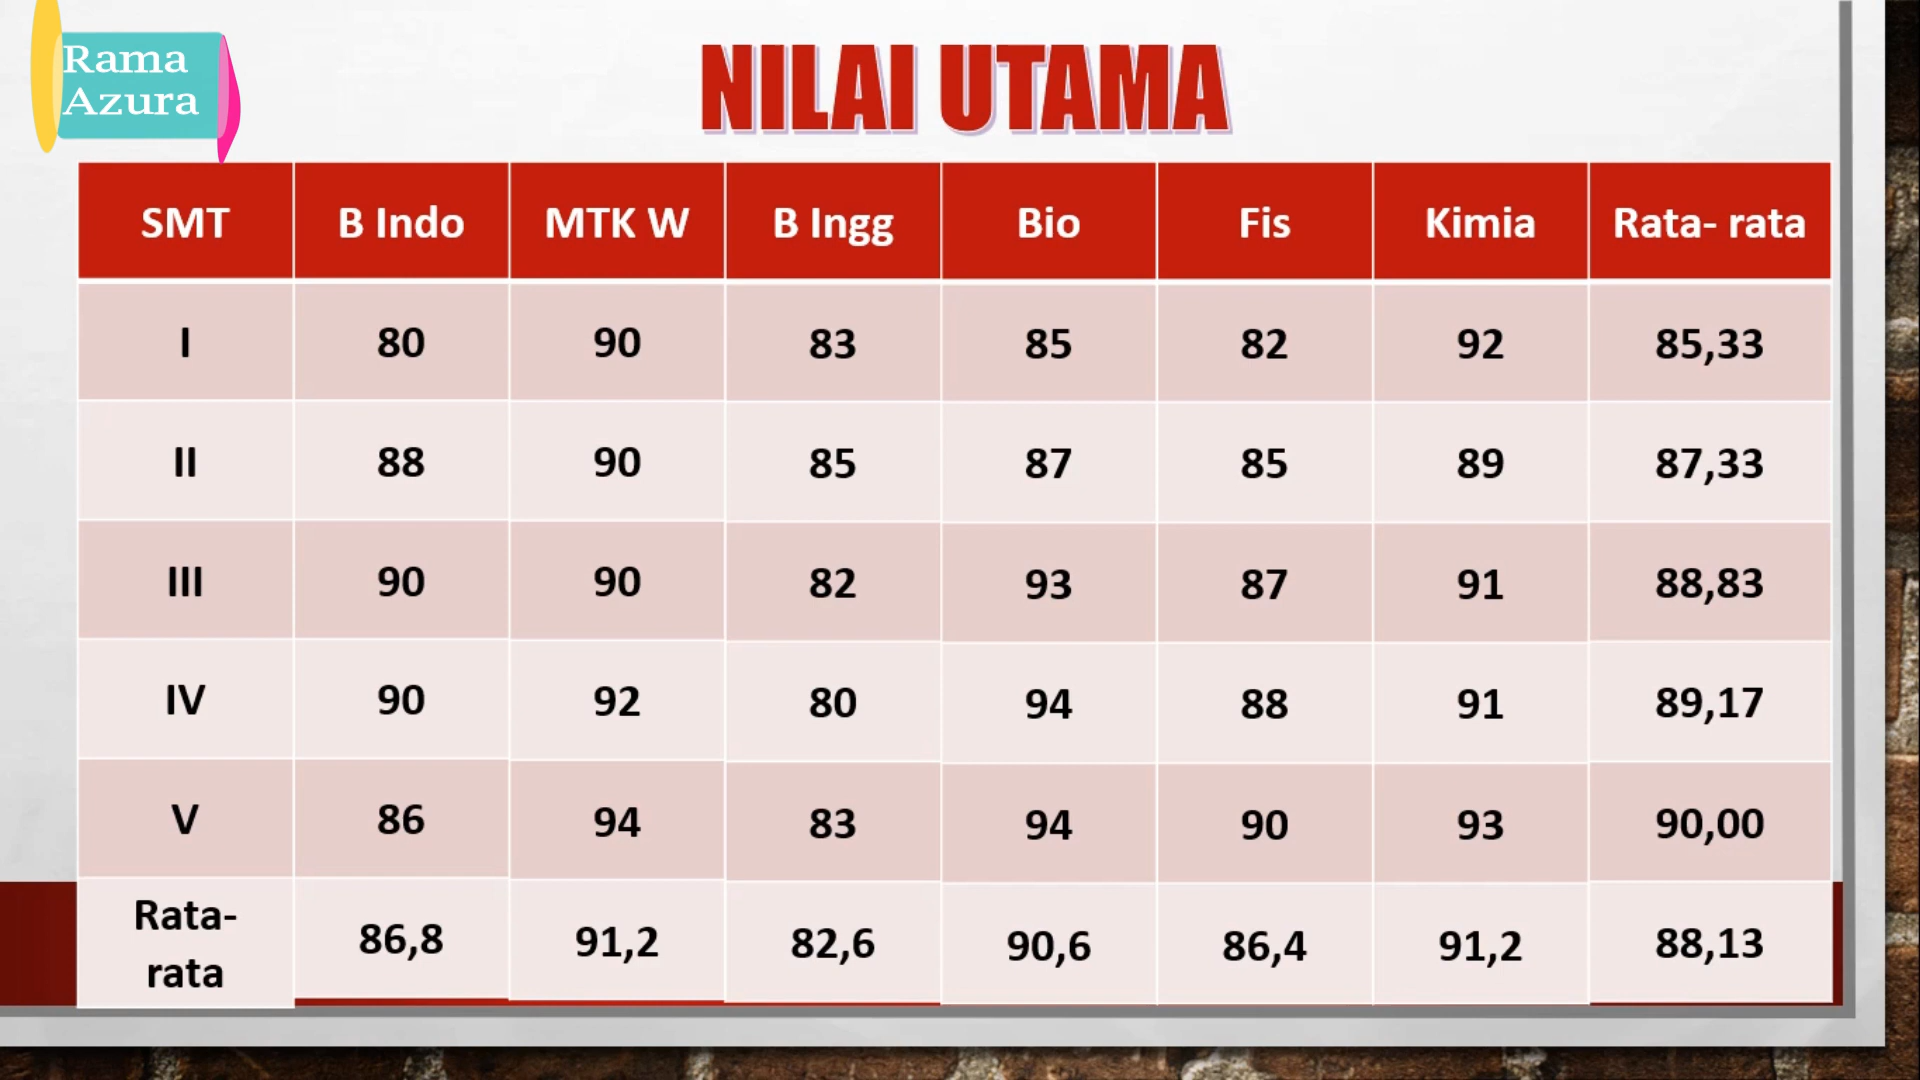 Rama
Azura
NILAI UTAMA
SMT B Indo MTK W B Ingg Bio Fis Kimia Rata- rata
I 80 90 83 85 82 92 85,33
II 88 90 85 87 85 89 87,33
III 90 90 82 93 87 91 88,83
IV 90 92 80 94 88 91 89,17
V 86 94 83 94 90 93 90,00
Rata-
rata 86,8 91,2 82,6 90,6 86,4 91,2 88,13